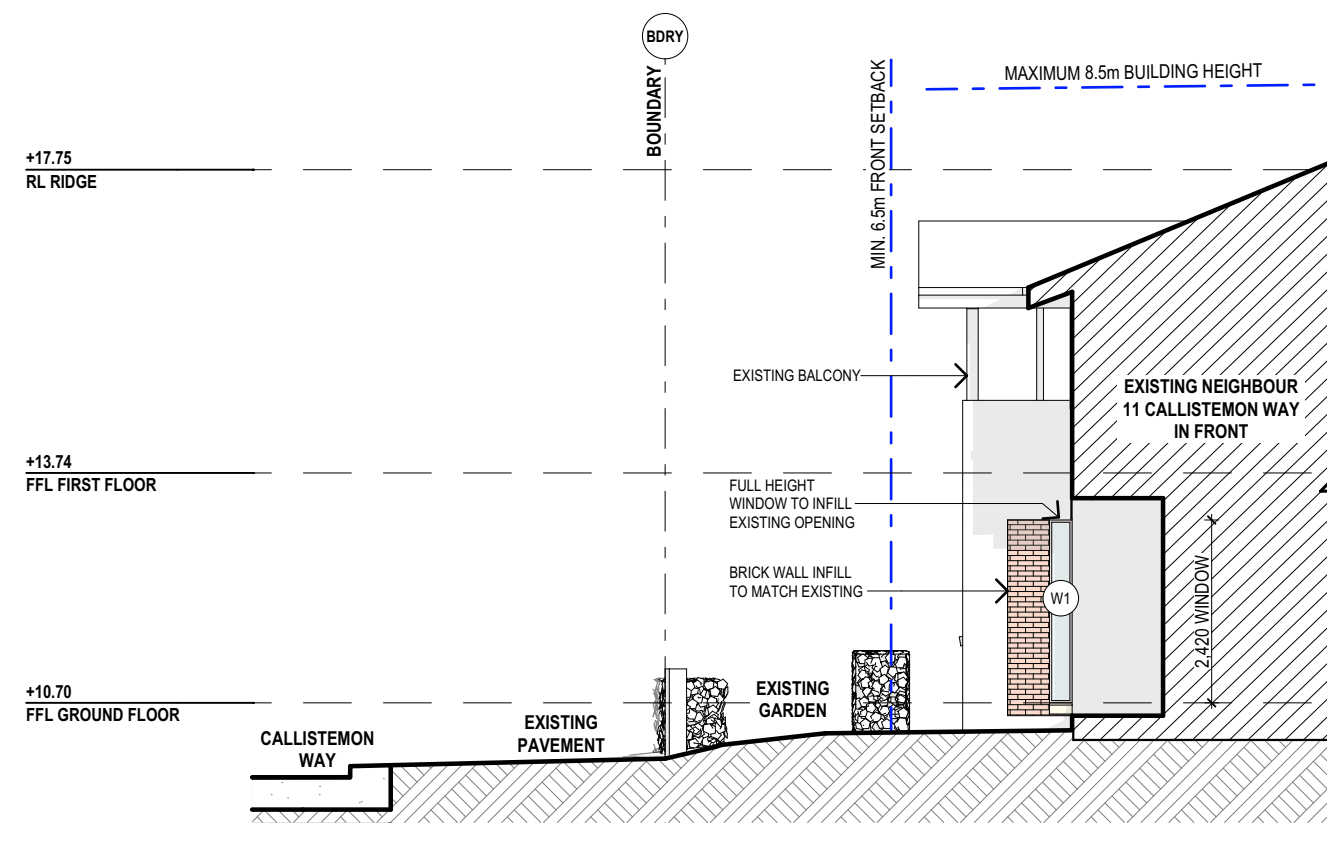 BDRY
BOUNDARY
MIN. 6.5m FRONT SETBACK
MAXIMUM 8.5m BUILDING HEIGHT
+17.75
RL RIDGE
EXISTING BALCONY
EXISTING NEIGHBOUR
11 CALLISTEMON WAY
IN FRONT
+13.74
FFL FIRST FLOOR
FULL HEIGHT
WINDOW TO INFILL
EXISTING OPENING
BRICK WALL INFILL
TO MATCH EXISTING
W1
2,420 WINDOW
+10.70
FFL GROUND FLOOR
EXISTING
GARDEN
EXISTING
PAVEMENT
CALLISTEMON
WAY